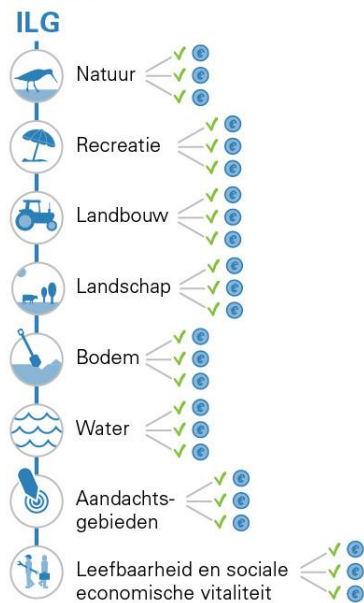 ILG
Natuur
Recreatie
Landbouw
Landschap
Bodem
Water
Aandachts-
gebieden
Leefbaarheid en sociale
economische vitaliteit